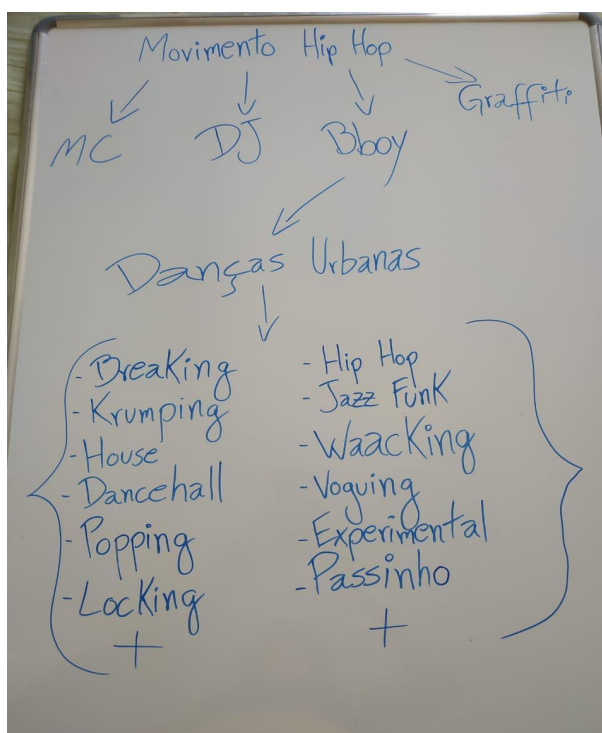 Movimento Hip Hop
MC DJ Bboy Graffiti
Danças Urbanas
- Breaking
- Krumping
- House
- Dancehall
- Popping
- Locking
+
- Hip Hop
- Jazz Funk
- Waacking
- Voguing
- Experimental
- Passinho
+